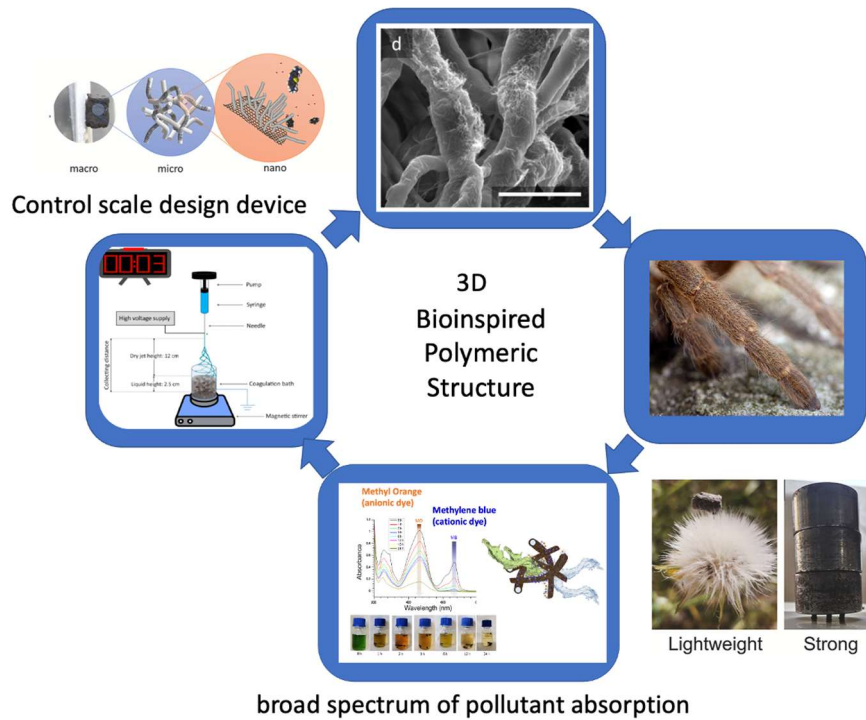 d
macro
micro
nano
Control scale design device
00:03
Pump
Syringe
High voltage supply
Needle
Collecting distance
Dry jet height: 12 cm
Liquid height: 2.5 cm
Coagulation bath
Magnetic stirrer
3D
Bioinspired
Polymeric
Structure
Methyl Orange
(anionic dye)
Methylene blue
(cationic dye)
Absorbance
Wavelength (nm)
Lightweight
Strong
broad spectrum of pollutant absorption